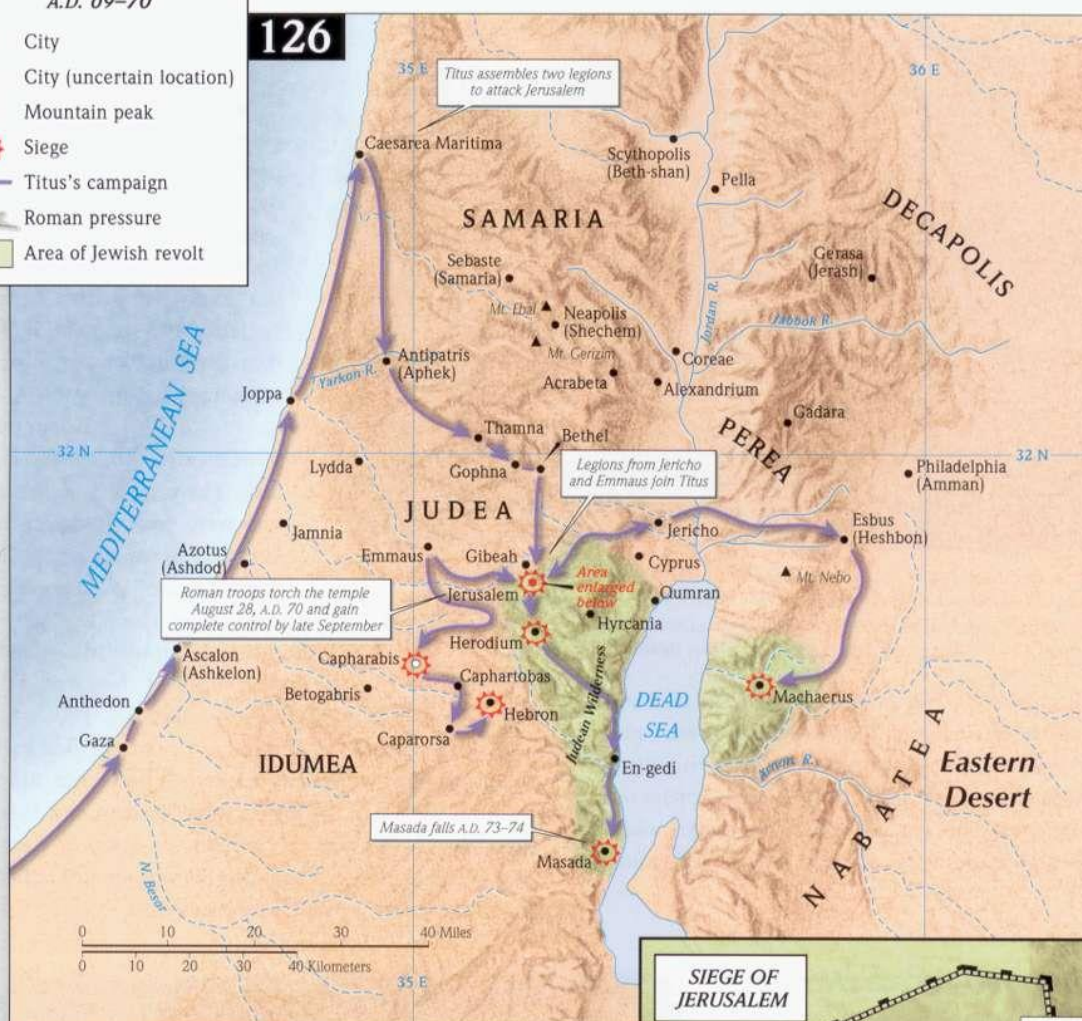 A.D. 69–70
City
City (uncertain location)
Mountain peak
Siege
Titus's campaign
Roman pressure
Area of Jewish revolt
126
35 E
36 E
Titus assembles two legions
to attack Jerusalem
Caesarea Maritima
Scythopolis
(Beth-shan)
Pella
SAMARIA
DECAPOLIS
Sebaste
(Samaria)
Gerasa
(Jerash)
Mt. Ebal
Neapolis
(Shechem)
Mt. Gerizim
Jordan R.
Jabbok R.
MEDITERRANEAN SEA
Antipatris
(Aphek)
Yarkon R.
Coreae
Acrabeta
Alexandrium
Joppa
Gadara
PEREA
Thamna
Bethel
32 N
32 N
Lydda
Gophna
Legions from Jericho
and Emmaus join Titus
Philadelphia
(Amman)
JUDEA
Jamnia
Jericho
Esbus
(Heshbon)
Azotus
(Ashdod)
Emmaus
Gibeah
Cyprus
Mt. Nebo
Area
enlarged
below
Roman troops torch the temple
August 28, A.D. 70 and gain
complete control by late September
Jerusalem
Qumran
Hyrcania
Herodium
Ascalon
(Ashkelon)
Capharabis
Caphartobas
Betogabris
Judean Wilderness
DEAD
SEA
Machaerus
Anthedon
Hebron
Gaza
Caparorsa
IDUMEA
En-gedi
Arnon R.
NABATEA
Eastern
Desert
Masada falls A.D. 73–74
Masada
N. Besor
0 10 20 30 40 Miles
0 10 20 30 40 Kilometers
35 E
SIEGE OF
JERUSALEM